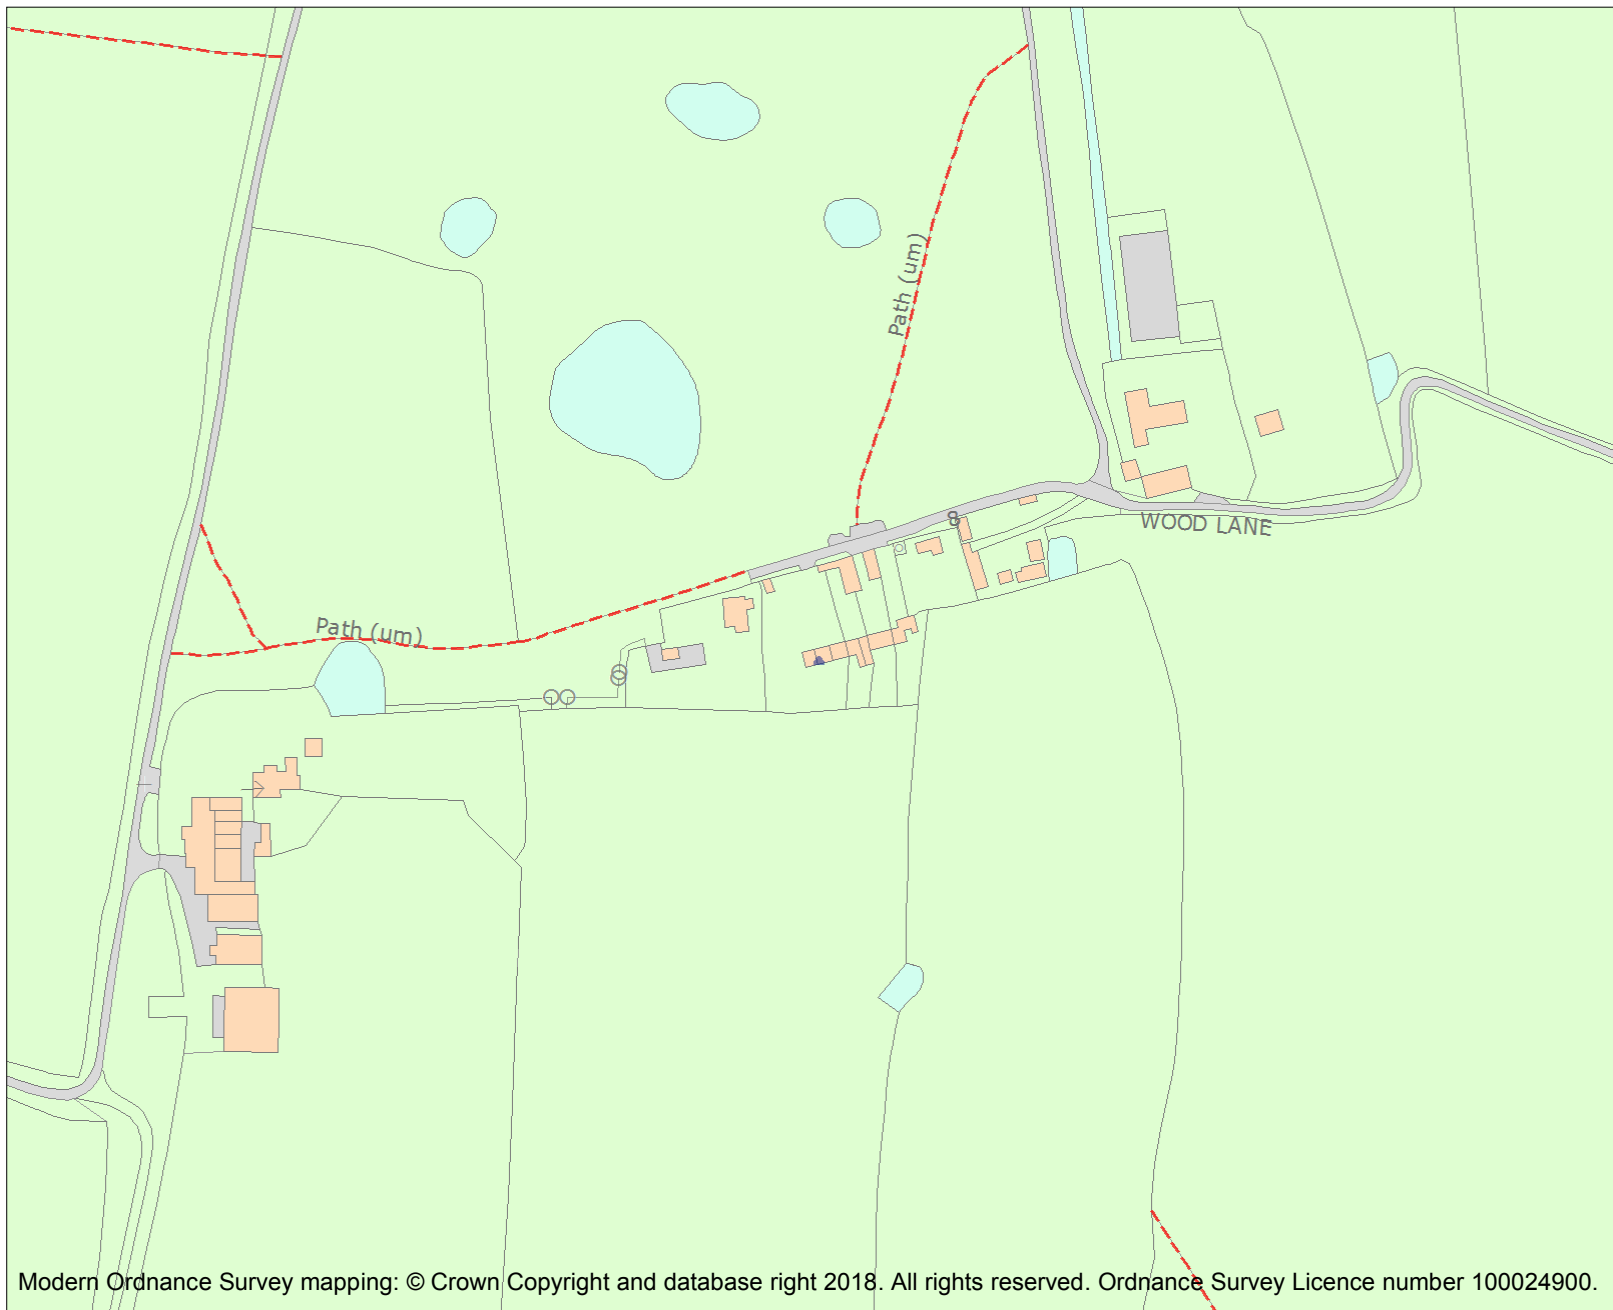 Path (um)
WOOD LANE
Path (um)
Modern Ordnance Survey mapping: © Crown Copyright and database right 2018. All rights reserved. Ordnance Survey Licence number 100024900.